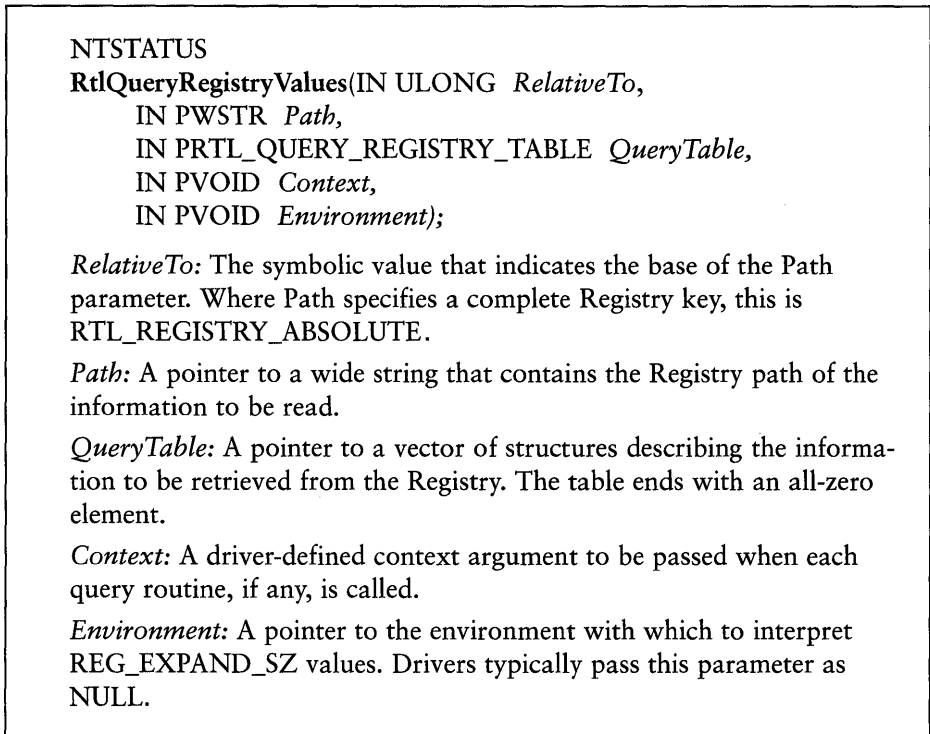 NTSTATUS
RtlQueryRegistryValues(IN ULONG RelativeTo,
IN PWSTR Path,
IN PRTL_QUERY_REGISTRY_TABLE QueryTable,
IN PVOID Context,
IN PVOID Environment);
RelativeTo: The symbolic value that indicates the base of the Path
parameter. Where Path specifies a complete Registry key, this is
RTL_REGISTRY_ABSOLUTE.
Path: A pointer to a wide string that contains the Registry path of the
information to be read.
QueryTable: A pointer to a vector of structures describing the informa-
tion to be retrieved from the Registry. The table ends with an all-zero
element.
Context: A driver-defined context argument to be passed when each
query routine, if any, is called.
Environment: A pointer to the environment with which to interpret
REG_EXPAND_SZ values. Drivers typically pass this parameter as
NULL.